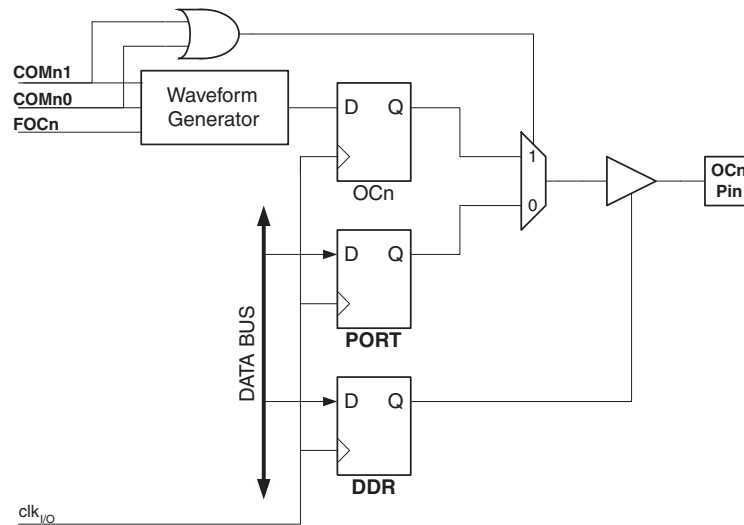 COMn1
COMn0
FOCn
Waveform
Generator
D Q
OCn
1
0
OCn
Pin
D Q
PORT
D Q
DDR
DATA BUS
clkI/O